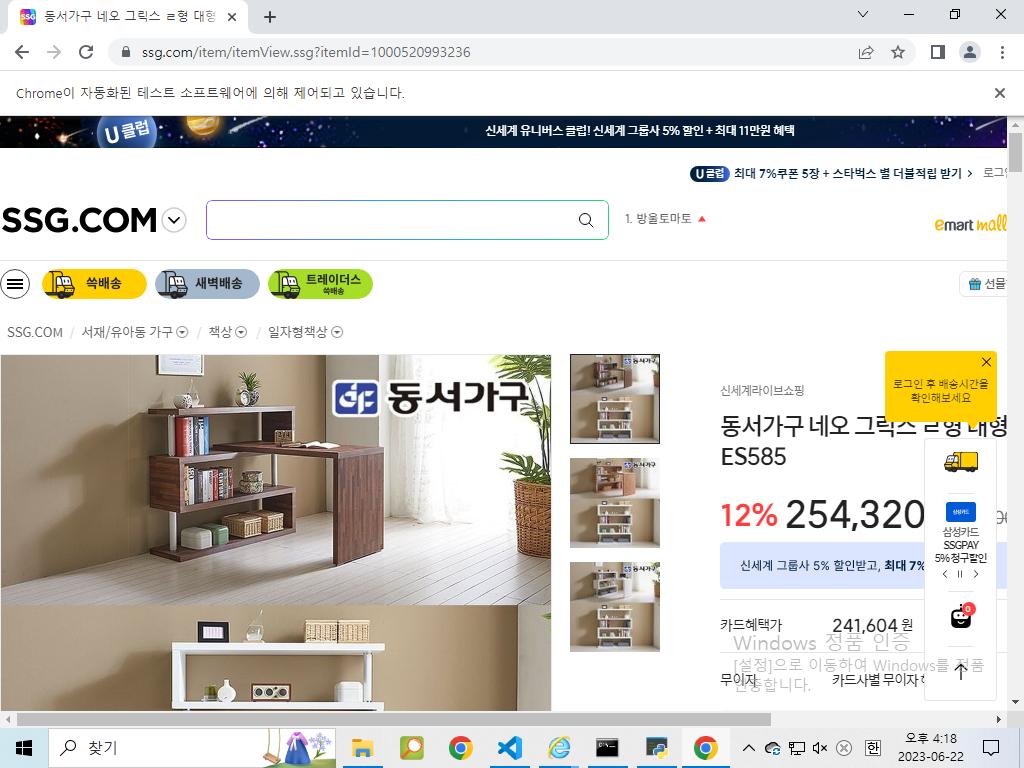 동서가구 네오 그릭스 ㄹ형 대형
ssg.com/item/itemView.ssg?itemId=1000520993236
Chrome이 자동화된 테스트 소프트웨어에 의해 제어되고 있습니다.
U 클럽
신세계 유니버스 클럽! 신세계 그룹사 5% 할인 + 최대 11만원 혜택
U 클럽 최대 7%쿠폰 5장 + 스타벅스 별 더블적립 받기 > 로그인
SSG.COM
1. 방울토마토
emart mall
쓱배송
새벽배송
트레이더스
쓱배송
선물
SSG.COM / 서재/유아동 가구 / 책상 / 일자형책상
동서가구
로그인 후 배송시간을
확인해보세요
신세계라이브쇼핑
동서가구 네오 그릭스 ㄹ형 대형
ES585
12% 254,320
삼성카드
SSGPAY
5% 청구할인
신세계 그룹사 5% 할인받고, 최대 7%
0
카드혜택가 241,604 원
무이자 카드사별 무이자
Windows 정품 인증
[설정]으로 이동하여 Windows를 정품
인증합니다.
찾기
한
오후 4:18
2023-06-22